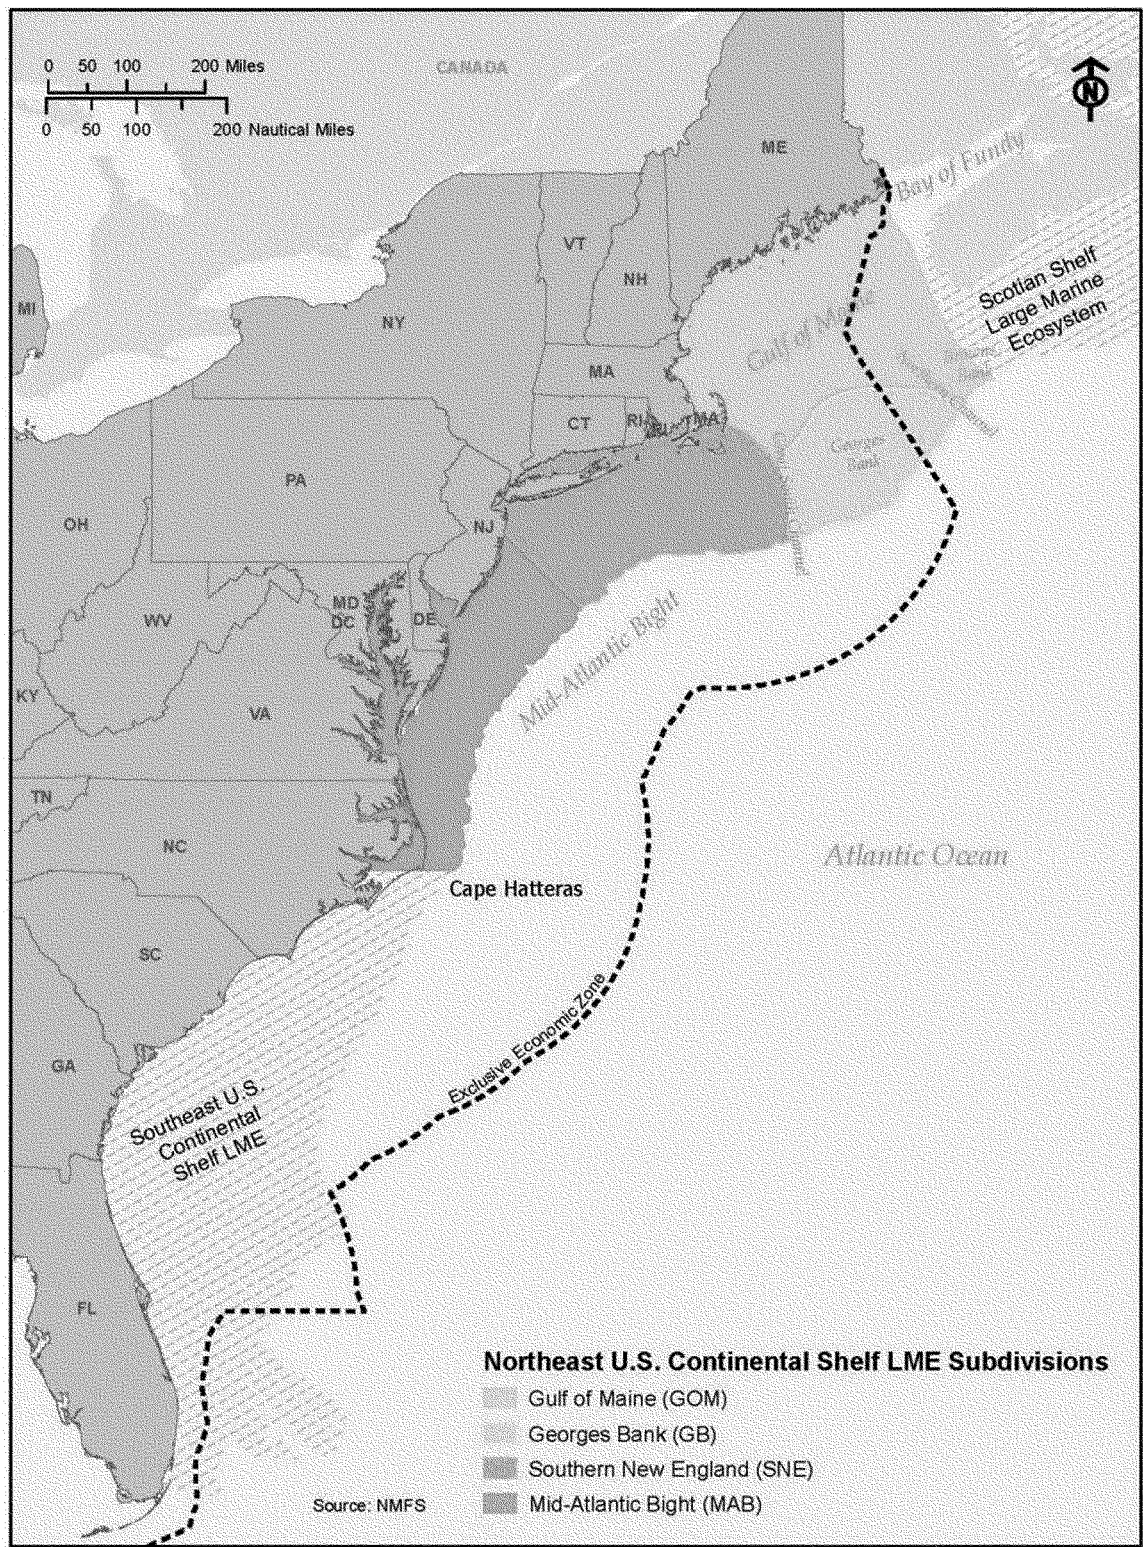 0 50 100 200 Miles
0 50 100 200 Nautical Miles
CANADA
N
ME
Bay of Fundy
VT
NH
MI
NY
Scotian Shelf
Large Marine
Ecosystem
Gulf of Maine
Bank
MA
CT
RI
RI
MA
Georges
Bank
PA
OH
NJ
MD
DC
DE
WV
Mid-Atlantic Bight
KY
VA
TN
NC
Atlantic Ocean
Cape Hatteras
SC
Exclusive Economic Zone
GA
Southeast U.S.
Continental
Shelf LME
FL
Northeast U.S. Continental Shelf LME Subdivisions
Gulf of Maine (GOM)
Georges Bank (GB)
Southern New England (SNE)
Mid-Atlantic Bight (MAB)
Source: NMFS